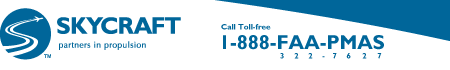 SKYCRAFT
TM
partners in propulsion
Call Toll-free
1-888-FAA-PMAS
3 2 2 - 7 6 2 7